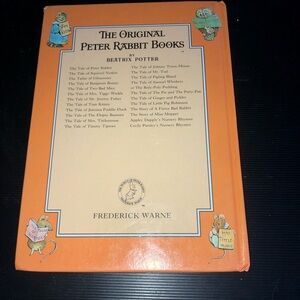 THE ORIGINAL
PETER RABBIT BOOKS
BY
BEATRIX POTTER
The Tale of Peter Rabbit
The Tale of Squirrel Nutkin
The Tailor of Gloucester
The Tale of Benjamin Bunny
The Tale of Two Bad Mice
The Tale of Mrs. Tiggy-Winkle
The Tale of Mr. Jeremy Fisher
The Tale of Tom Kitten
The Tale of Jemima Puddle-Duck
The Tale of the Flopsy Bunnies
The Tale of Mrs. Tittlemouse
The Tale of Timmy Tiptoes
The Tale of Johnny Town-Mouse
The Tale of Mr. Tod
The Tale of Pigling Bland
The Tale of Samuel Whiskers
or The Roly-Poly Pudding
The Tale of The Pie and The Patty-Pan
The Tale of Ginger and Pickles
The Tale of Little Pig Robinson
The Story of A Fierce Bad Rabbit
The Story of Miss Moppet
Appley Dapply's Nursery Rhymes
Cecily Parsley's Nursery Rhymes
FREDERICK WARNE